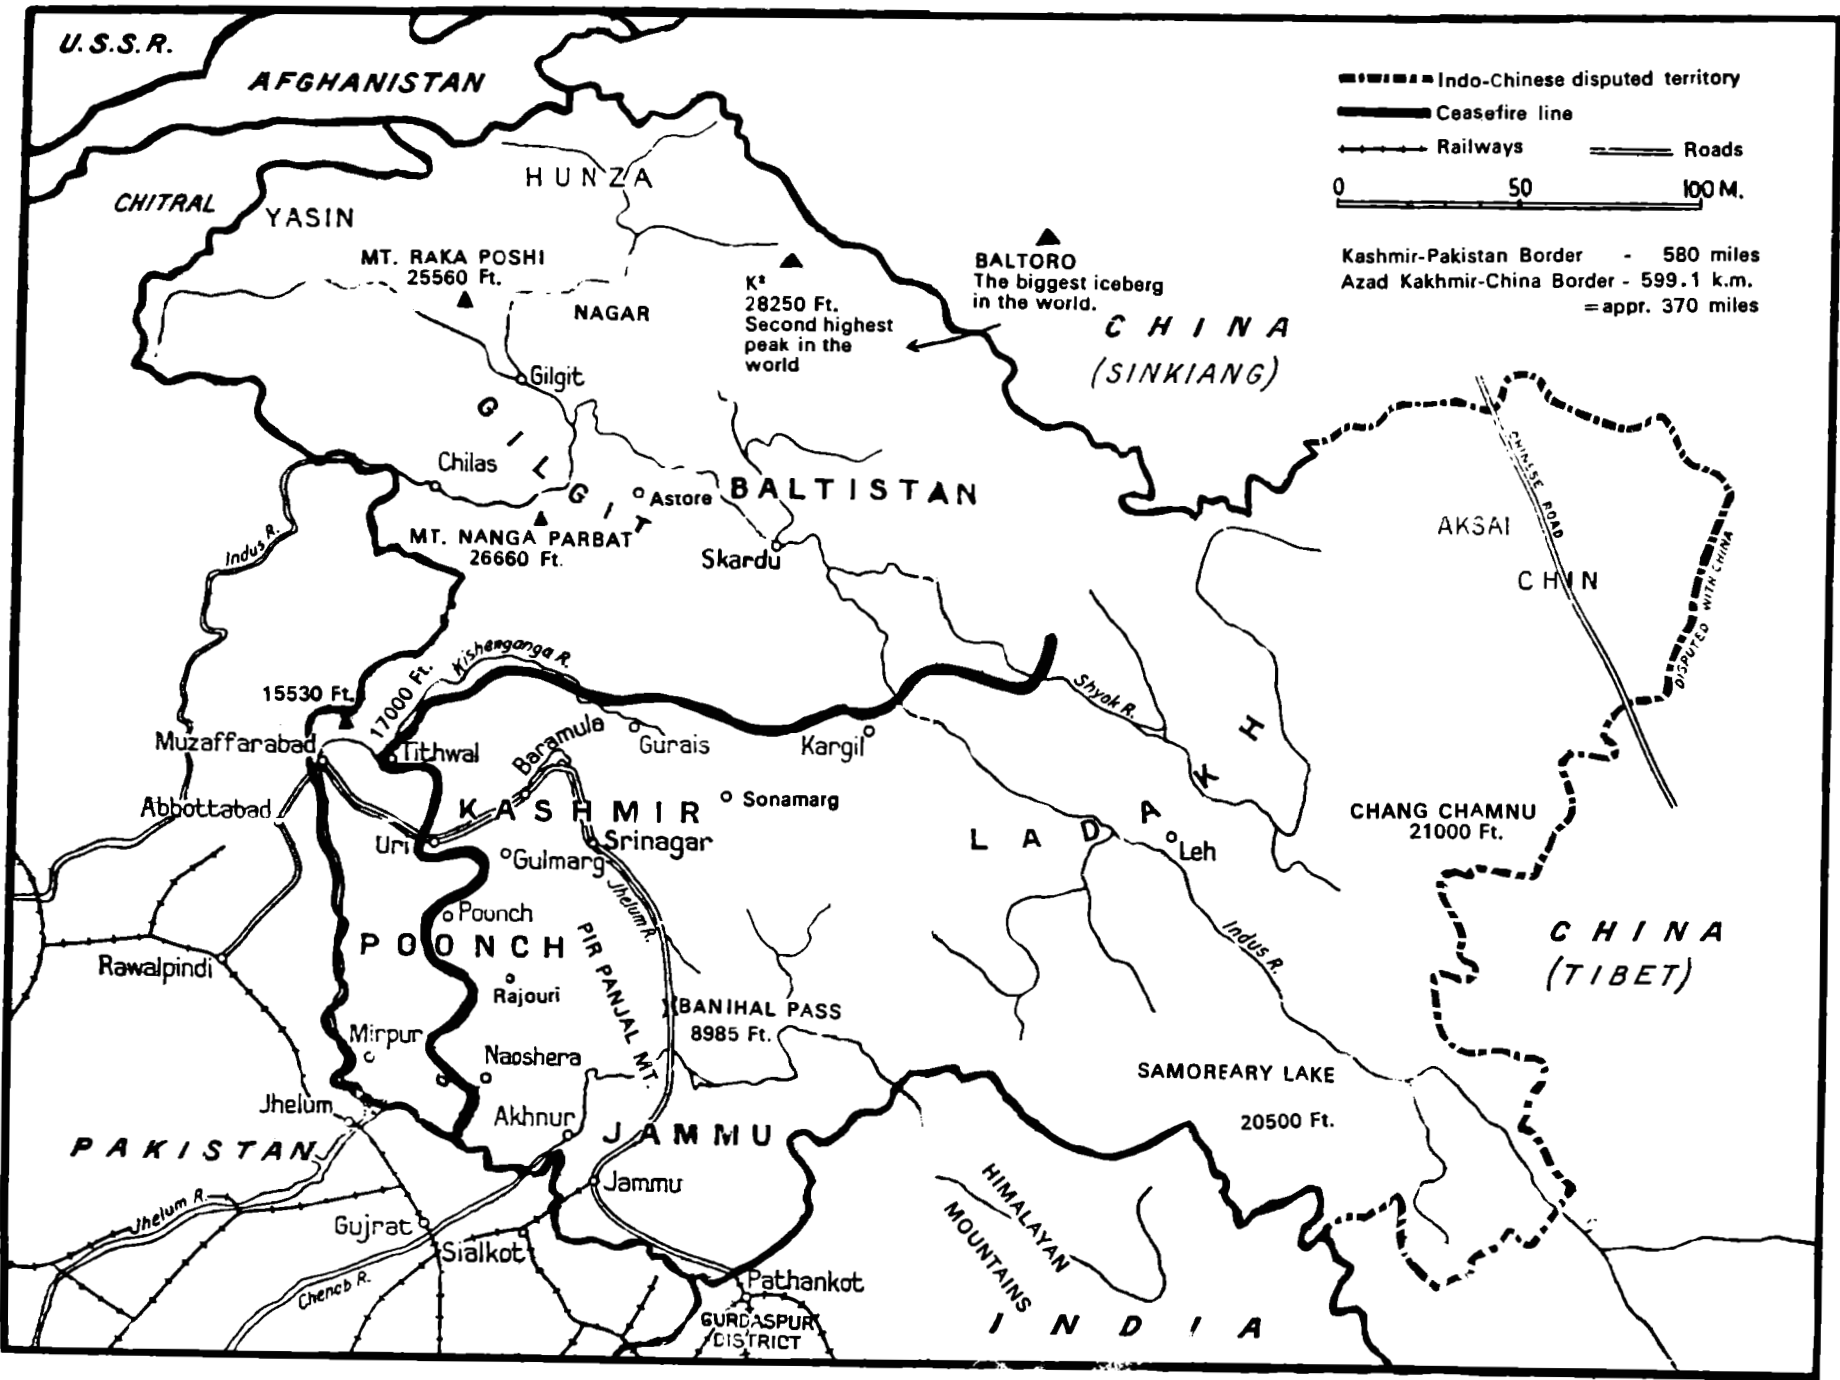 U.S.S.R.
AFGHANISTAN
Indo-Chinese disputed territory
Ceasefire line
Railways
Roads
0 50 100 M.
Kashmir-Pakistan Border - 580 miles
Azad Kakhmir-China Border - 599.1 k.m.
=appr. 370 miles
CHITRAL
YASIN
HUNZA
MT. RAKA POSHI
25560 Ft.
NAGAR
K²
28250 Ft.
Second highest
peak in the
world
BALTORO
The biggest iceberg
in the world.
CHINA
(SINKIANG)
Gilgit
GILGIT
Chilas
Astore
BALTISTAN
MT. NANGA PARBAT
26660 Ft.
Skardu
Indus R.
AKSAI
CHIN
CHINESE ROAD
DISPUTED WITH CHINA
Kishenganga R.
15530 Ft.
17000 Ft.
Muzaffarabad
Tithwal
Baramula
Gurais
Kargil
Shyok R.
Abbottabad
KASHMIR
Sonamarg
Uri
Srinagar
Gulmarg
LADAKH
Leh
CHANG CHAMNU
21000 Ft.
Jhelum R.
Poonch
POONCH
PIR PANJAL MT.
Rajouri
Rawalpindi
Indus R.
CHINA
(TIBET)
BANIHAL PASS
8985 Ft.
Mirpur
Naoshera
SAMOREARY LAKE
20500 Ft.
Jhelum
Akhnur
JAMMU
PAKISTAN
Jammu
Jhelum R.
Gujrat
Sialkot
Chenab R.
Pathankot
GURDASPUR
DISTRICT
HIMALAYAN
MOUNTAINS
INDIA